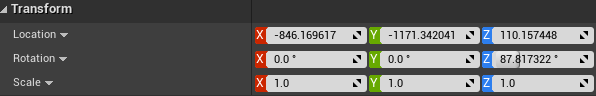 Transform
Location X -846.169617 Y -1171.342041 Z 110.157448
Rotation X 0.0 ° Y 0.0 ° Z 87.817322 °
Scale X 1.0 Y 1.0 Z 1.0